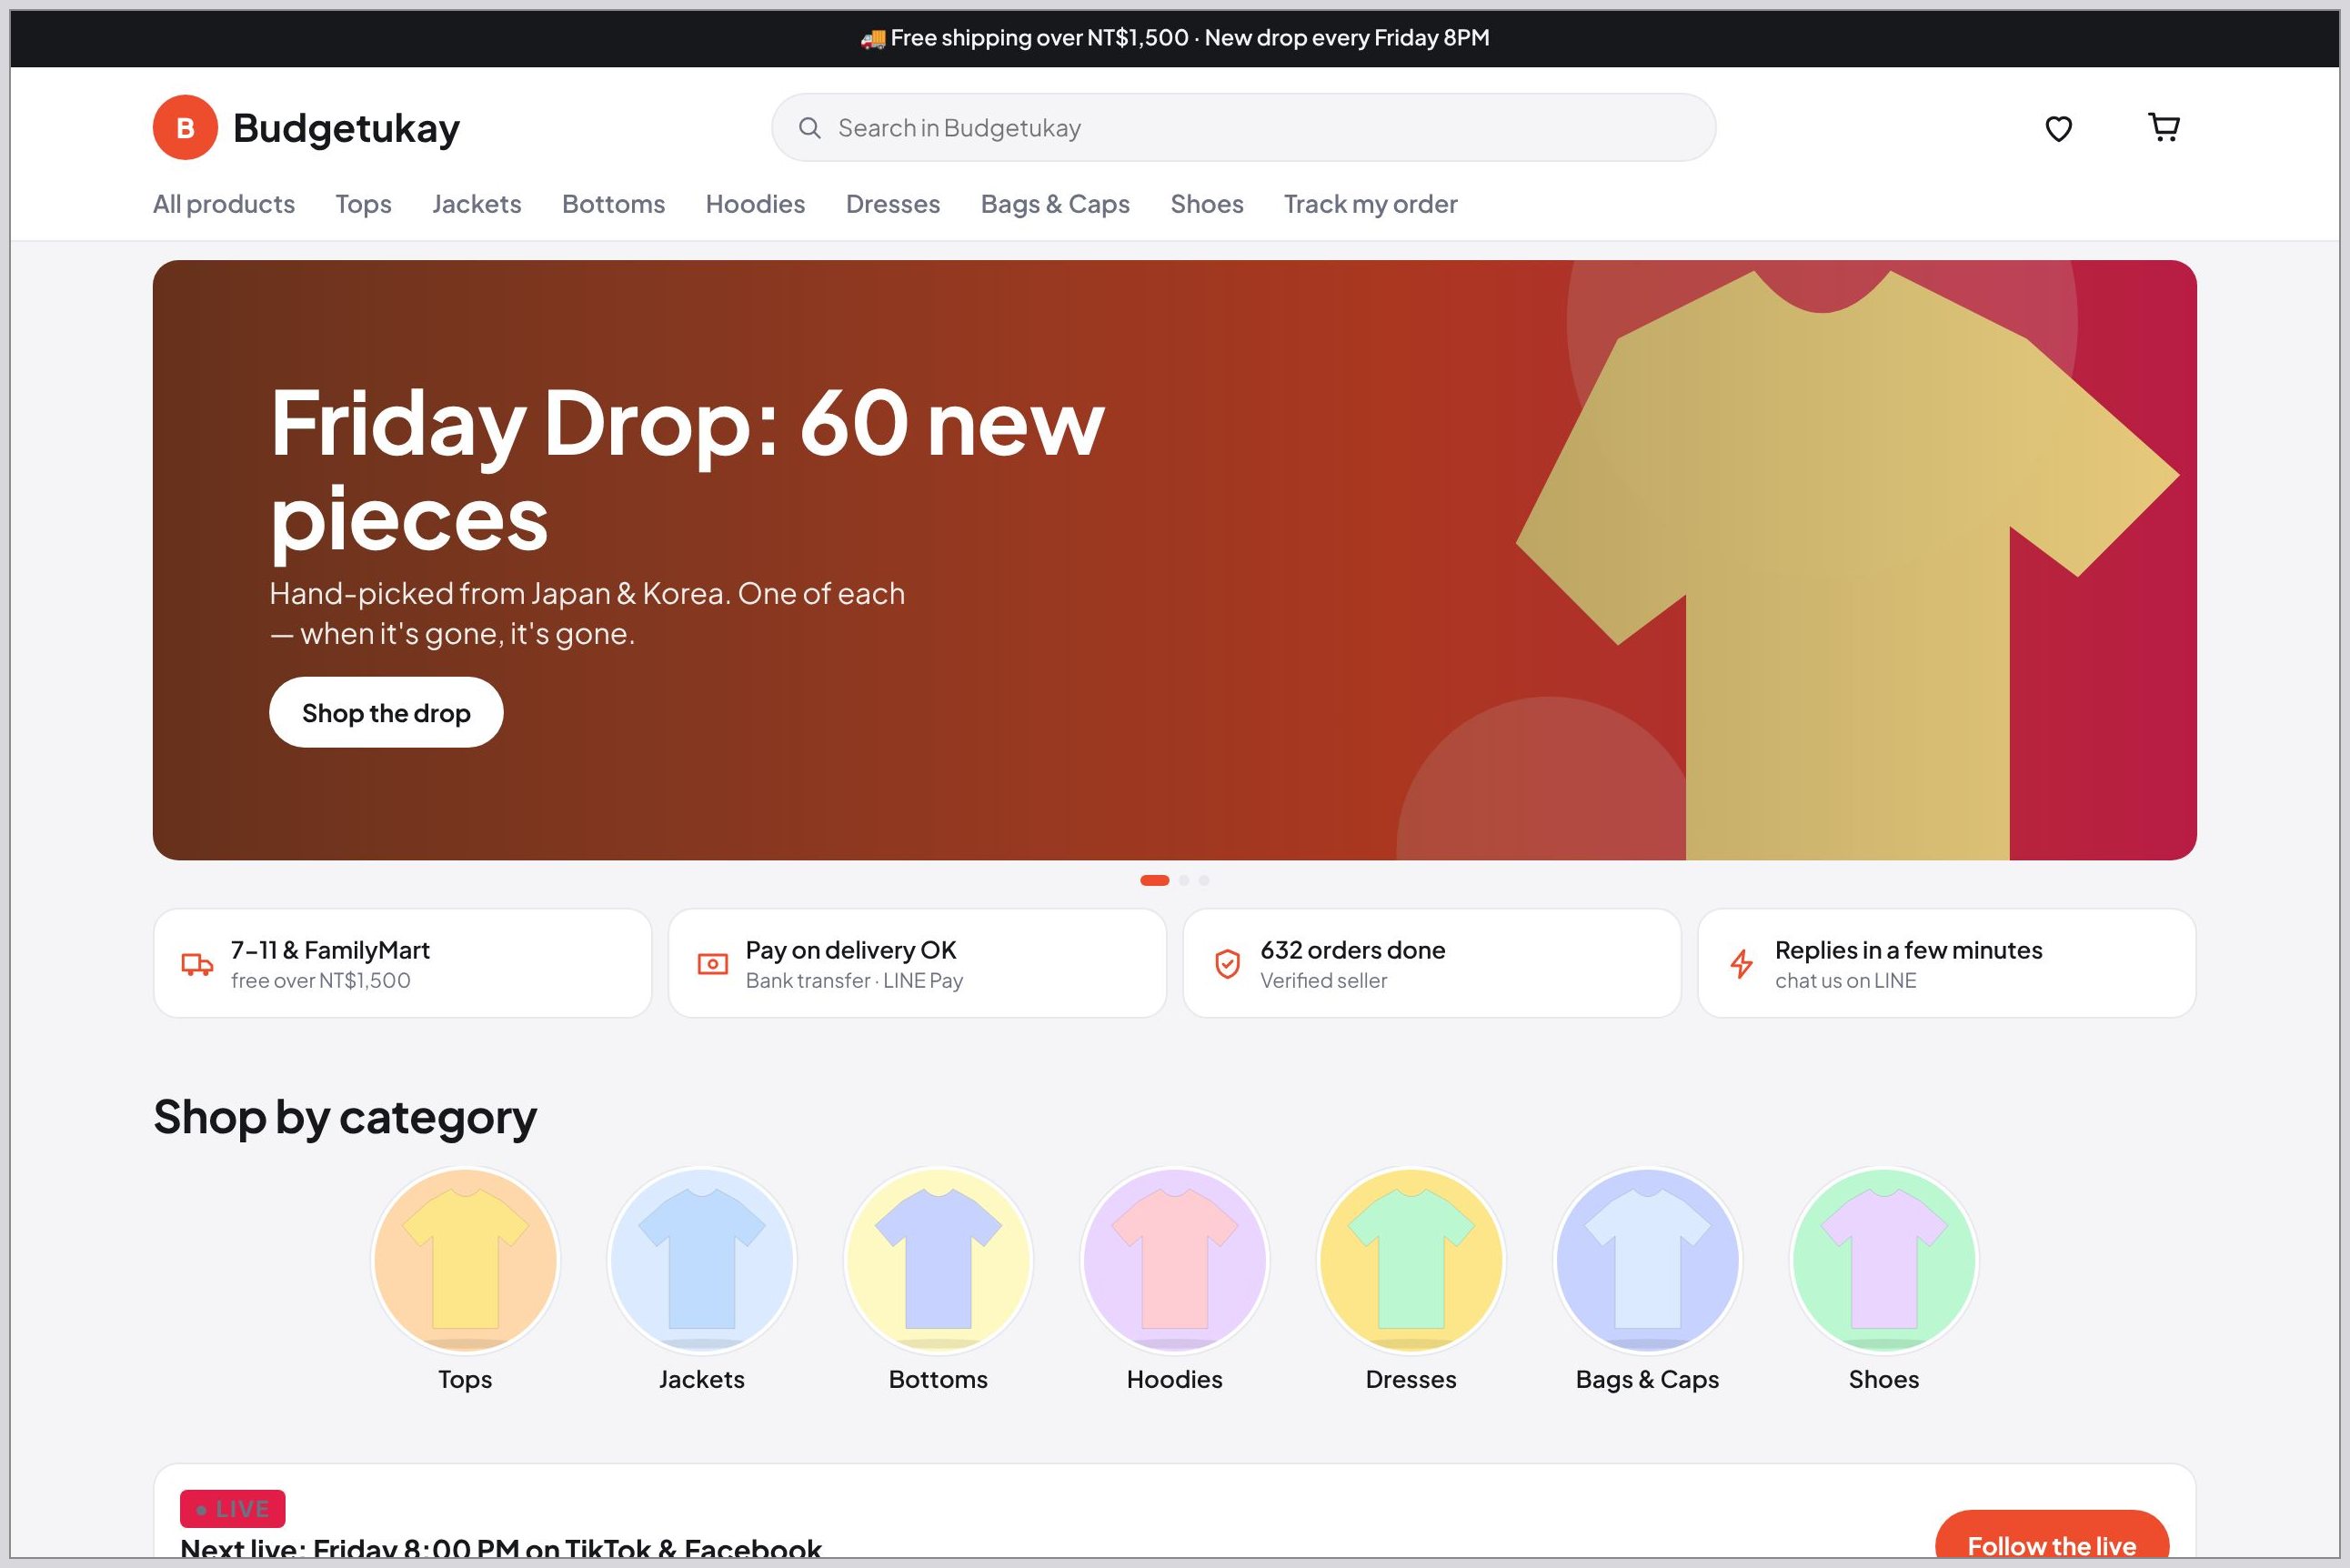 🚚 Free shipping over NT$1,500 · New drop every Friday 8PM
B Budgetukay
Search in Budgetukay
All products Tops Jackets Bottoms Hoodies Dresses Bags & Caps Shoes Track my order
Friday Drop: 60 new
pieces
Hand-picked from Japan & Korea. One of each
— when it's gone, it's gone.
Shop the drop
7-11 & FamilyMart
free over NT$1,500
Pay on delivery OK
Bank transfer · LINE Pay
632 orders done
Verified seller
Replies in a few minutes
chat us on LINE
Shop by category
Tops Jackets Bottoms Hoodies Dresses Bags & Caps Shoes
● LIVE
Next live: Friday 8:00 PM on TikTok & Facebook
Follow the live